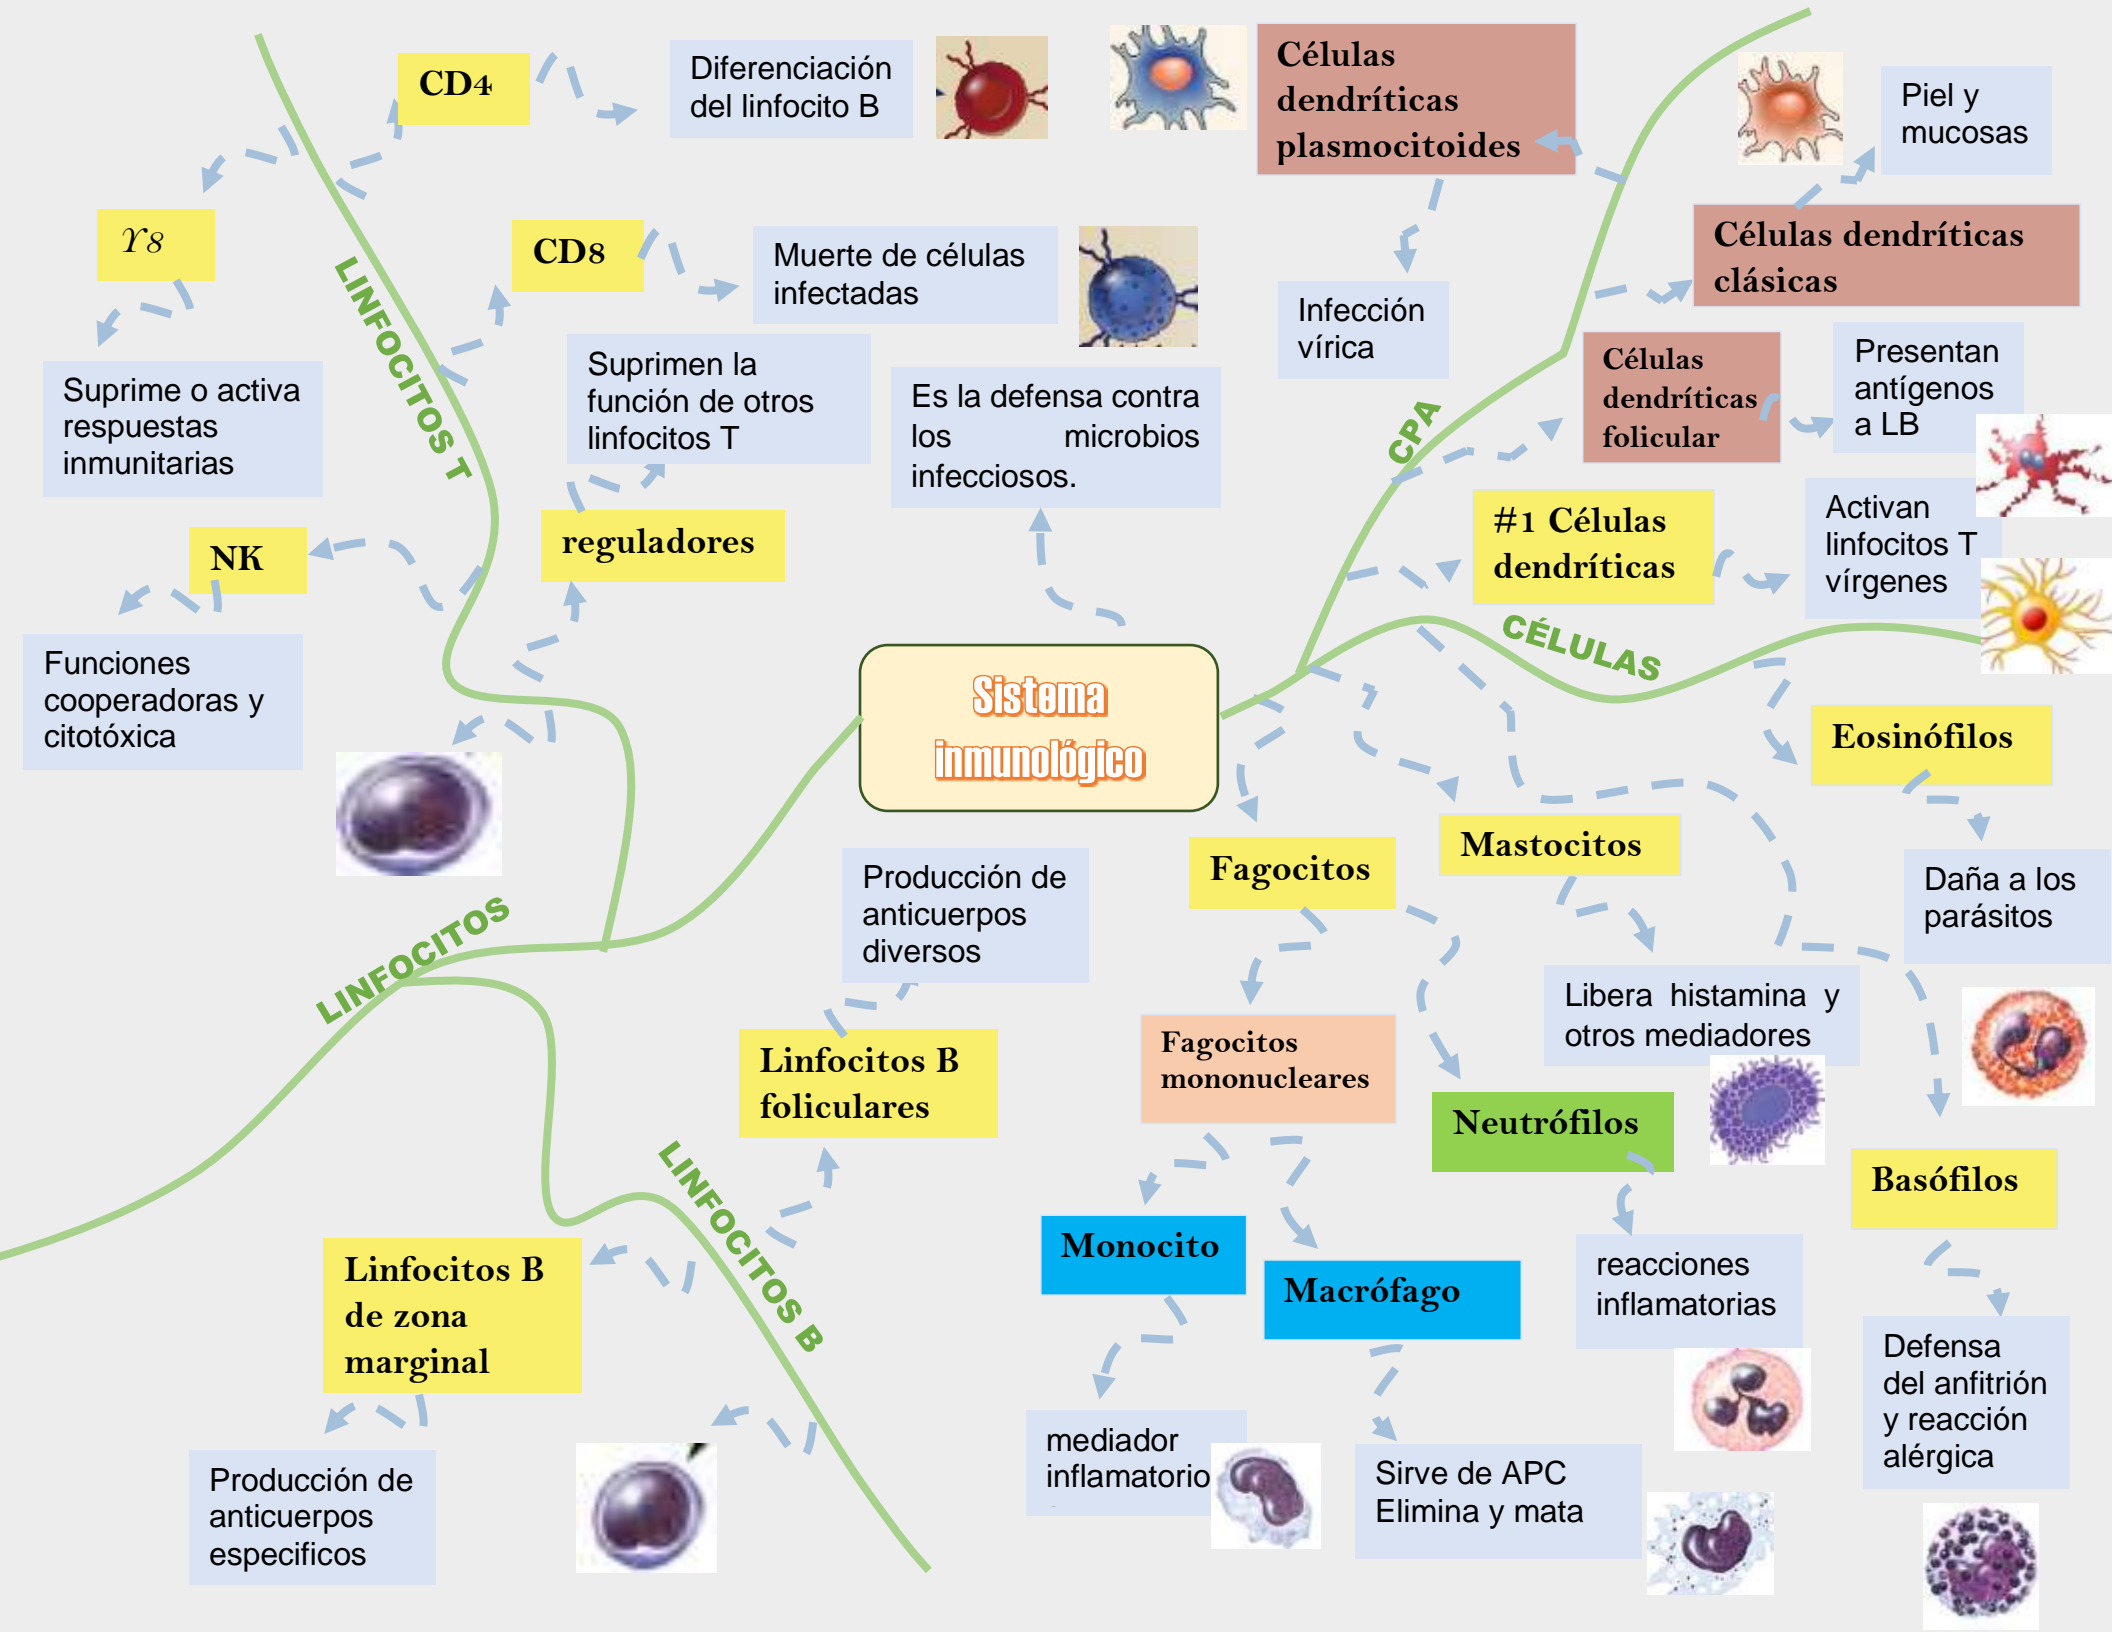 CD4
Diferenciación
del linfocito B
Células
dendríticas
plasmocitoides
Piel y
mucosas
ϒ8
CD8
Muerte de células
infectadas
Células dendríticas
clásicas
LINFOCITOS T
Infección
vírica
Suprime o activa
respuestas
inmunitarias
Suprimen la
función de otros
linfocitos T
Es la defensa contra
los microbios
infecciosos.
CPA
Células
dendríticas
folicular
Presentan
antígenos
a LB
NK
reguladores
#1 Células
dendríticas
Activan
linfocitos T
vírgenes
Funciones
cooperadoras y
citotóxica
Sistema
inmunológico
CÉLULAS
Eosinófilos
Daña a los
parásitos
LINFOCITOS
Producción de
anticuerpos
diversos
Fagocitos
Mastocitos
Libera histamina y
otros mediadores
Linfocitos B
foliculares
Fagocitos
mononucleares
Neutrófilos
Basófilos
LINFOCITOS B
Linfocitos B
de zona
marginal
Monocito
Macrófago
reacciones
inflamatorias
Defensa
del anfitrión
y reacción
alérgica
Producción de
anticuerpos
especificos
mediador
inflamatorio
Sirve de APC
Elimina y mata